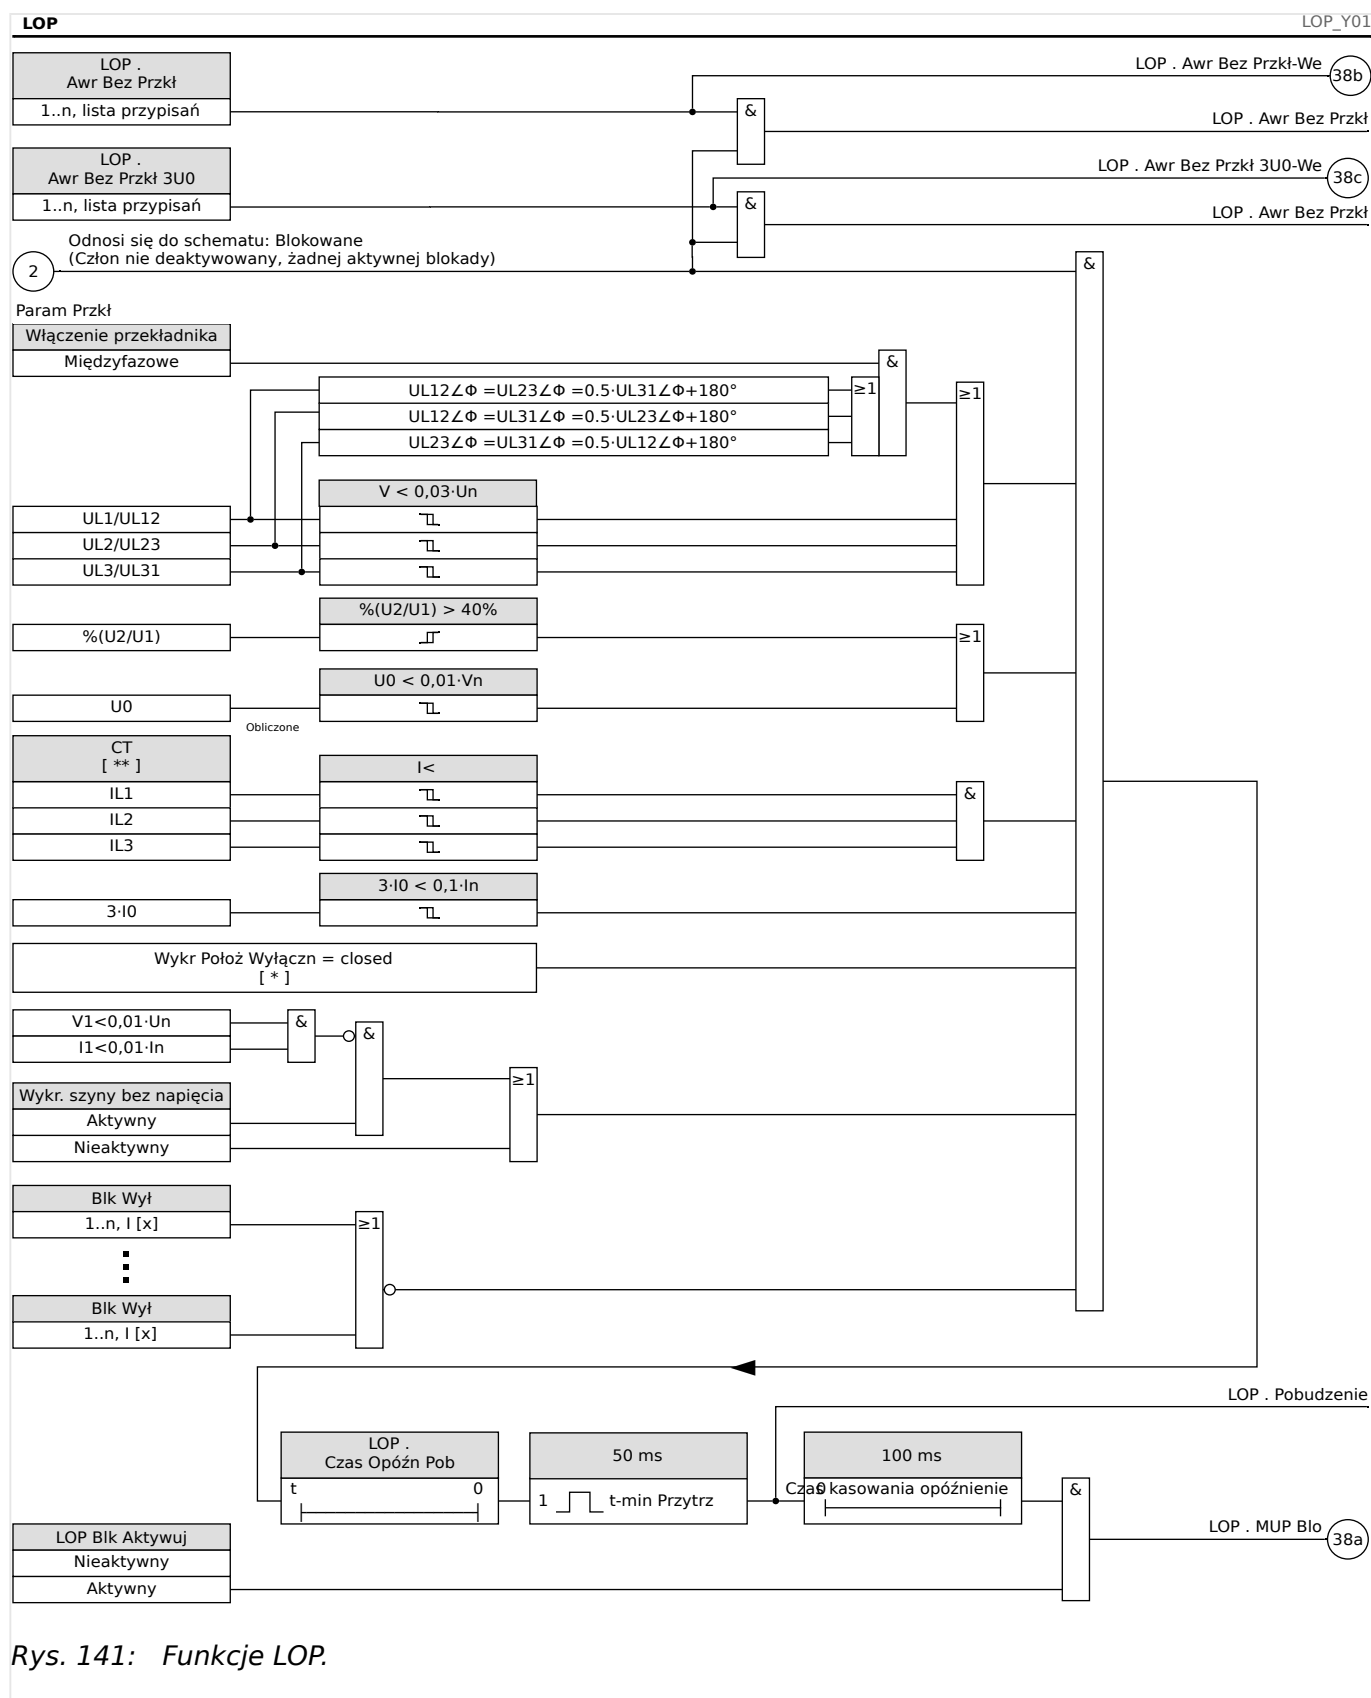 LOP
LOP_Y01
LOP .
Awr Bez Przkł
1..n, lista przypisań
LOP . Awr Bez Przkł-We
38b
&
LOP . Awr Bez Przkł
LOP .
Awr Bez Przkł 3U0
1..n, lista przypisań
LOP . Awr Bez Przkł 3U0-We
38c
&
LOP . Awr Bez Przkł
2
Odnosi się do schematu: Blokowane
(Człon nie deaktywowany, żadnej aktywnej blokady)
&
Param Przkł
Włączenie przekładnika
Międzyfazowe
&
UL12∠Φ =UL23∠Φ =0.5·UL31∠Φ+180°
UL12∠Φ =UL31∠Φ =0.5·UL23∠Φ+180°
UL23∠Φ =UL31∠Φ =0.5·UL12∠Φ+180°
≥1
≥1
V < 0,03·Un
UL1/UL12
UL2/UL23
UL3/UL31
%(U2/U1) > 40%
%(U2/U1)
≥1
U0 < 0,01·Vn
U0
Obliczone
CT
[ ** ]
I<
IL1
IL2
IL3
&
3·I0 < 0,1·In
3·I0
Wykr Położ Wyłączn = closed
[ * ]
V1<0,01·Un
I1<0,01·In
&
&
Wykr. szyny bez napięcia
Aktywny
Nieaktywny
≥1
Blk Wył
1..n, I [x]
≥1
Blk Wył
1..n, I [x]
LOP . Pobudzenie
LOP .
Czas Opóźn Pob
t
0
50 ms
1
t-min Przytrz
100 ms
0
Czas kasowania opóźnienie
&
LOP Blk Aktywuj
Nieaktywny
Aktywny
LOP . MUP Blo
38a
Rys. 141: Funkcje LOP.